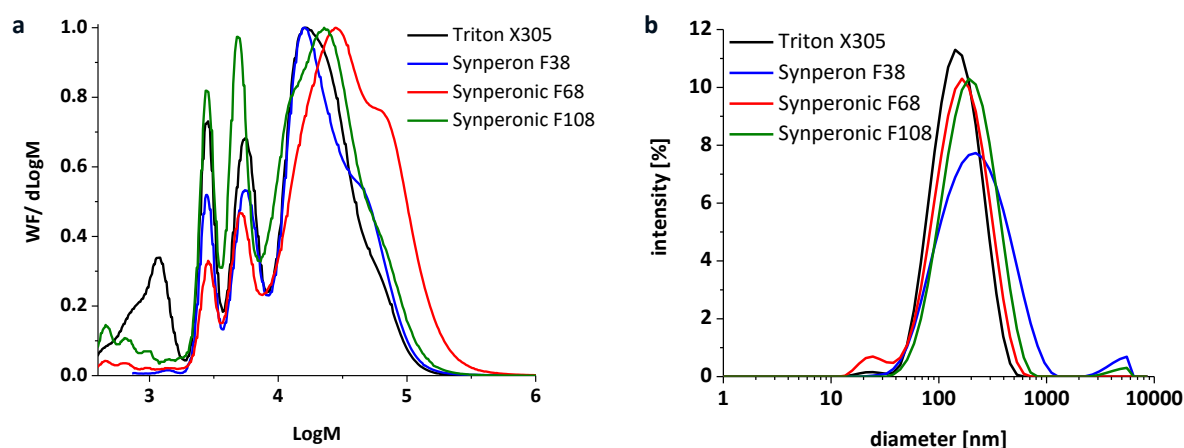 a
WF/ dLogM
1.0
0.8
0.6
0.4
0.2
0.0
3
4
5
6
LogM
Triton X305
Synperon F38
Synperonic F68
Synperonic F108
b
intensity [%]
12
10
8
6
4
2
0
1
10
100
1000
10000
diameter [nm]
Triton X305
Synperon F38
Synperonic F68
Synperonic F108